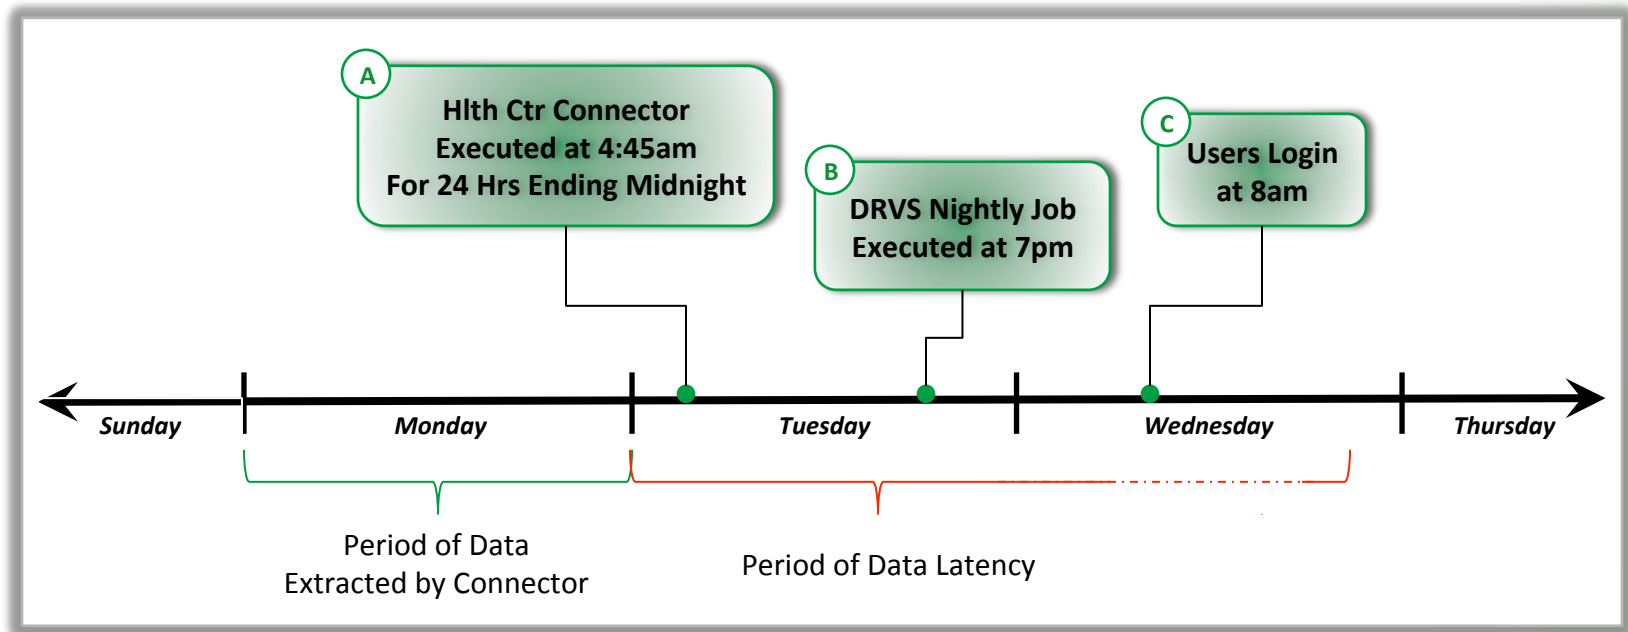 A
Hlth Ctr Connector
Executed at 4:45am
For 24 Hrs Ending Midnight
B
DRVS Nightly Job
Executed at 7pm
C
Users Login
at 8am
Sunday
Monday
Tuesday
Wednesday
Thursday
Period of Data
Extracted by Connector
Period of Data Latency